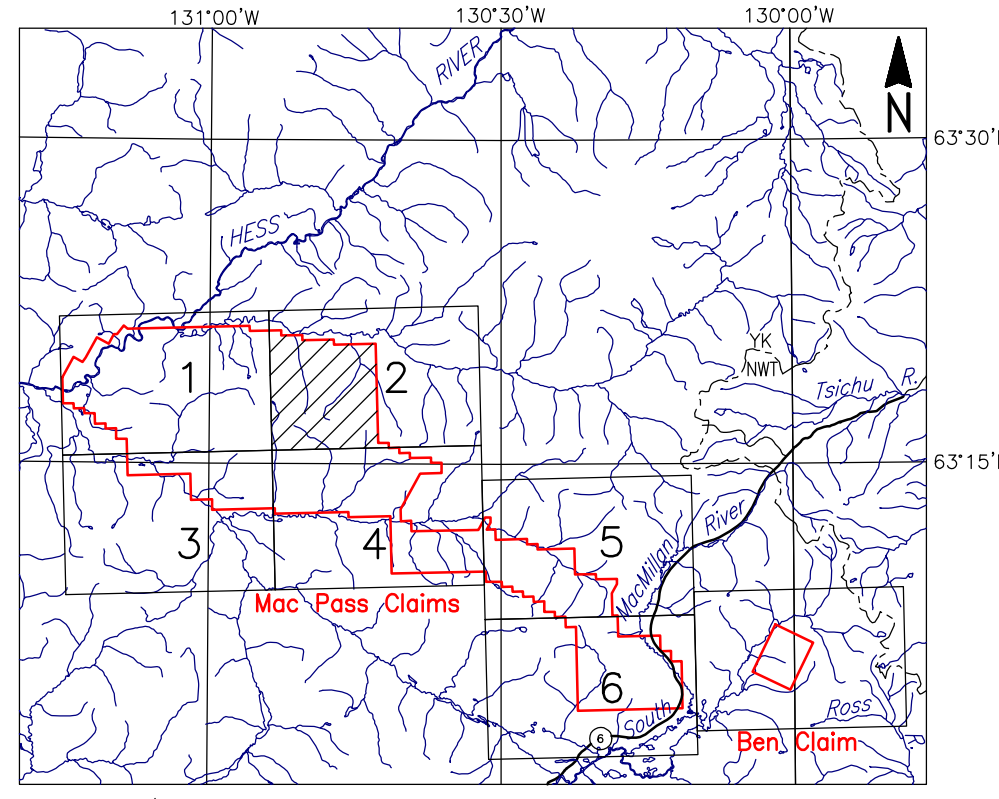 131°00'W 130°30'W 130°00'W
RIVER
N
63°30'
HESS
YK
NWT
Tsichu R.
1
2
63°15'
River
3
4
5
MacMillan
Mac Pass Claims
6
South
Ross
6
Ben Claim
R.